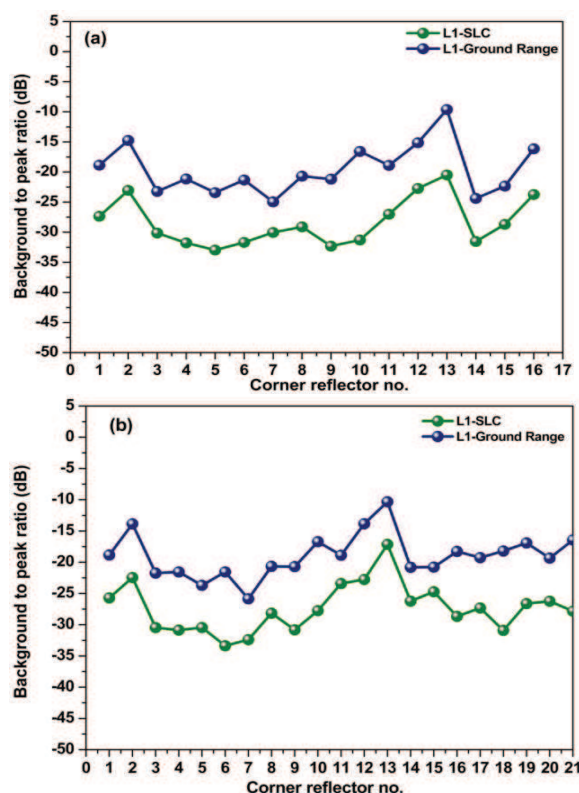 (a)
L1-SLC
L1-Ground Range
Background to peak ratio (dB)
5
0
-5
-10
-15
-20
-25
-30
-35
-40
-45
-50
0 1 2 3 4 5 6 7 8 9 10 11 12 13 14 15 16 17
Corner reflector no.
(b)
L1-SLC
L1-Ground Range
Background to peak ratio (dB)
5
0
-5
-10
-15
-20
-25
-30
-35
-40
-45
-50
0 1 2 3 4 5 6 7 8 9 10 11 12 13 14 15 16 17 18 19 20 21
Corner reflector no.